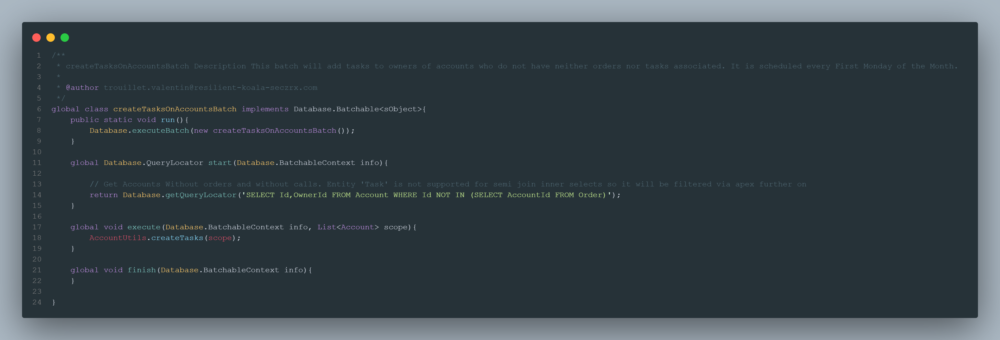 1 /**
2  * createTasksOnAccountsBatch Description This batch will add tasks to owners of accounts who do not have neither orders nor tasks associated. It is scheduled every First Monday of the Month.
3  *
4  * @author trouillet.valentin@resilient-koala-seczrx.com
5  */
6 global class createTasksOnAccountsBatch implements Database.Batchable<sObject>{
7     public static void run(){
8         Database.executeBatch(new createTasksOnAccountsBatch());
9     }
10
11     global Database.QueryLocator start(Database.BatchableContext info){
12
13         // Get Accounts Without orders and without calls. Entity 'Task' is not supported for semi join inner selects so it will be filtered via apex further on
14         return Database.getQueryLocator('SELECT Id,OwnerId FROM Account WHERE Id NOT IN (SELECT AccountId FROM Order)');
15     }
16
17     global void execute(Database.BatchableContext info, List<Account> scope){
18         AccountUtils.createTasks(scope);
19     }
20
21     global void finish(Database.BatchableContext info){
22     }
23
24 }